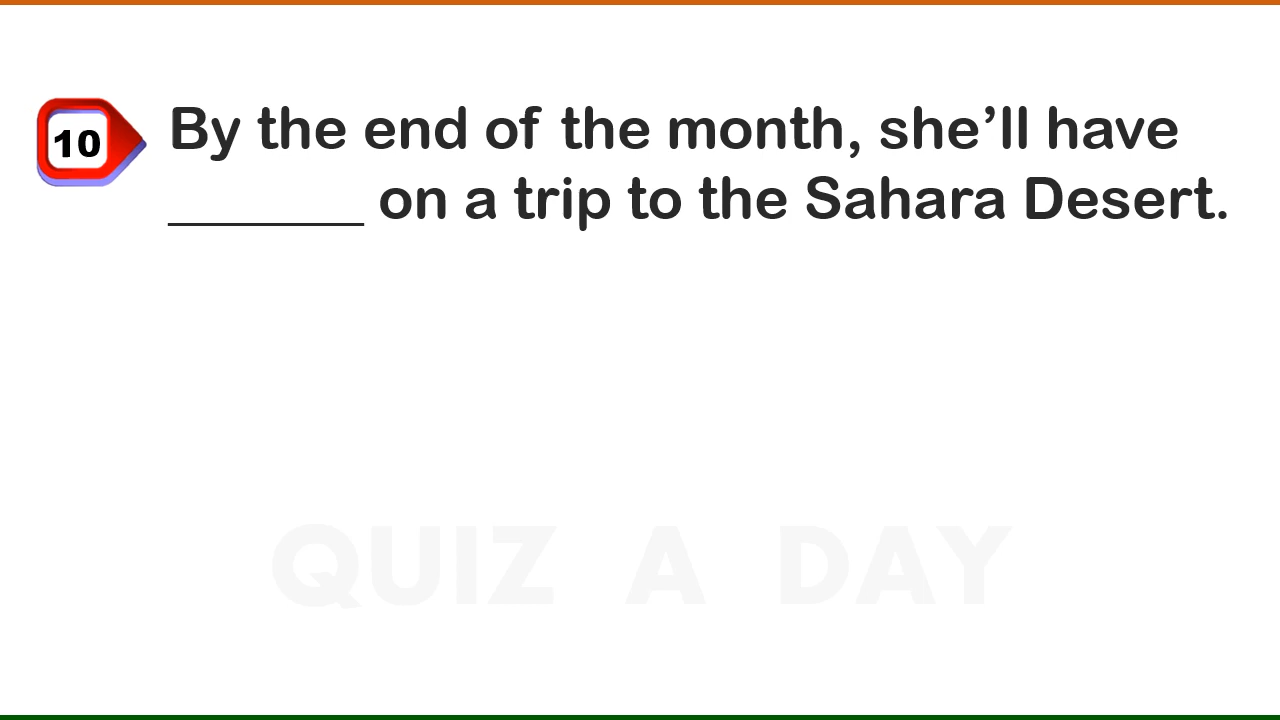 10
By the end of the month, she’ll have
_______ on a trip to the Sahara Desert.
QUIZ A DAY